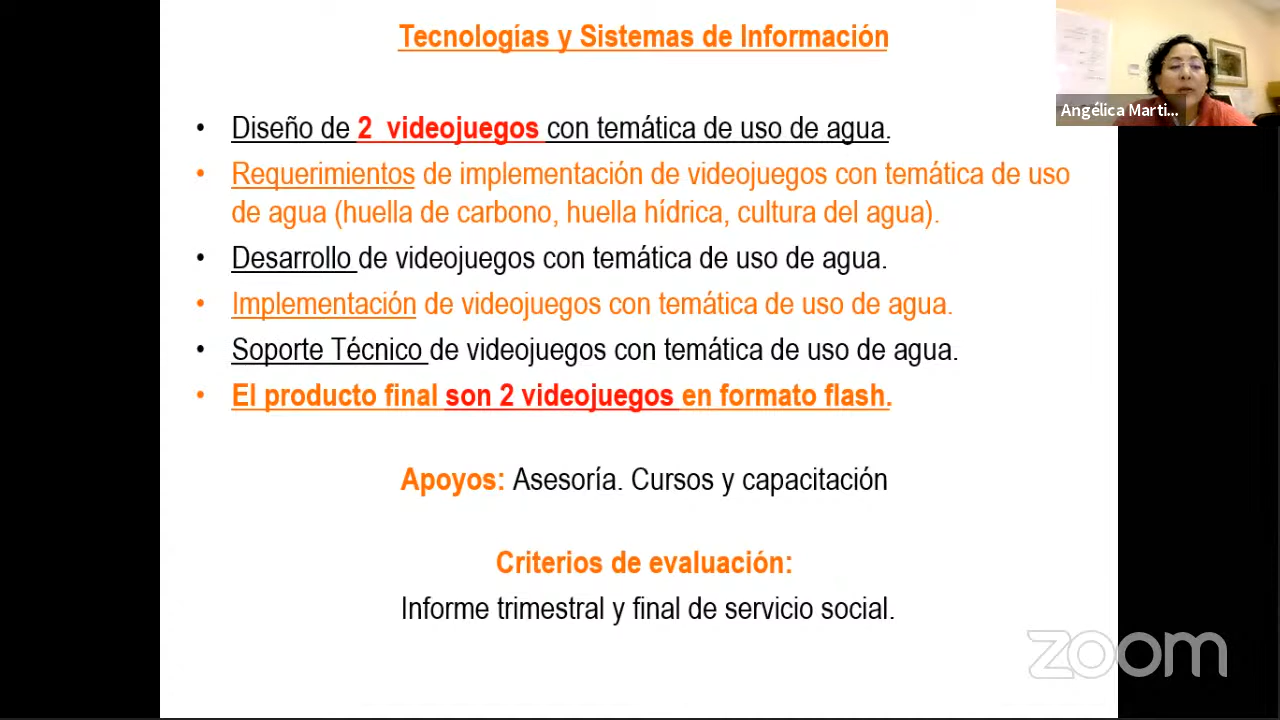 Tecnologías y Sistemas de Información
Angélica Marti...
• Diseño de 2 videojuegos con temática de uso de agua.
• Requerimientos de implementación de videojuegos con temática de uso
de agua (huella de carbono, huella hídrica, cultura del agua).
• Desarrollo de videojuegos con temática de uso de agua.
• Implementación de videojuegos con temática de uso de agua.
• Soporte Técnico de videojuegos con temática de uso de agua.
• El producto final son 2 videojuegos en formato flash.
Apoyos: Asesoría. Cursos y capacitación
Criterios de evaluación:
Informe trimestral y final de servicio social.
zoom